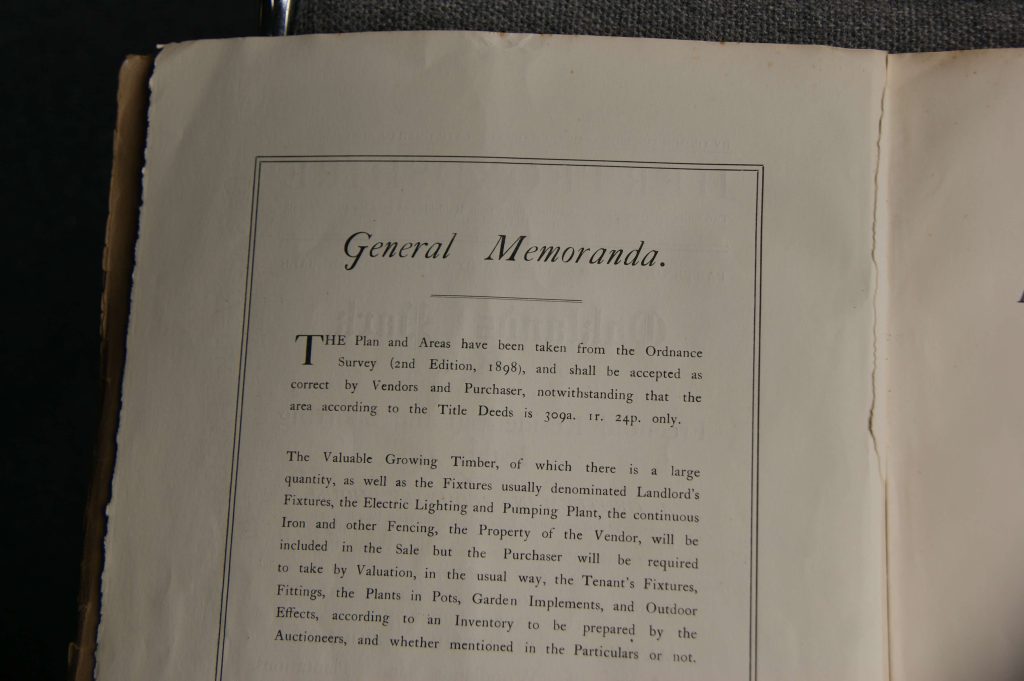 General Memoranda.
THE Plan and Areas have been taken from the Ordnance
Survey (2nd Edition, 1898), and shall be accepted as
correct by Vendors and Purchaser, notwithstanding that the
area according to the Title Deeds is 309a. 1r. 24p. only.
The Valuable Growing Timber, of which there is a large
quantity, as well as the Fixtures usually denominated Landlord's
Fixtures, the Electric Lighting and Pumping Plant, the continuous
Iron and other Fencing, the Property of the Vendor, will be
included in the Sale but the Purchaser will be required
to take by Valuation, in the usual way, the Tenant's Fixtures,
Fittings, the Plants in Pots, Garden Implements, and Outdoor
Effects, according to an Inventory to be prepared by the
Auctioneers, and whether mentioned in the Particulars or not.